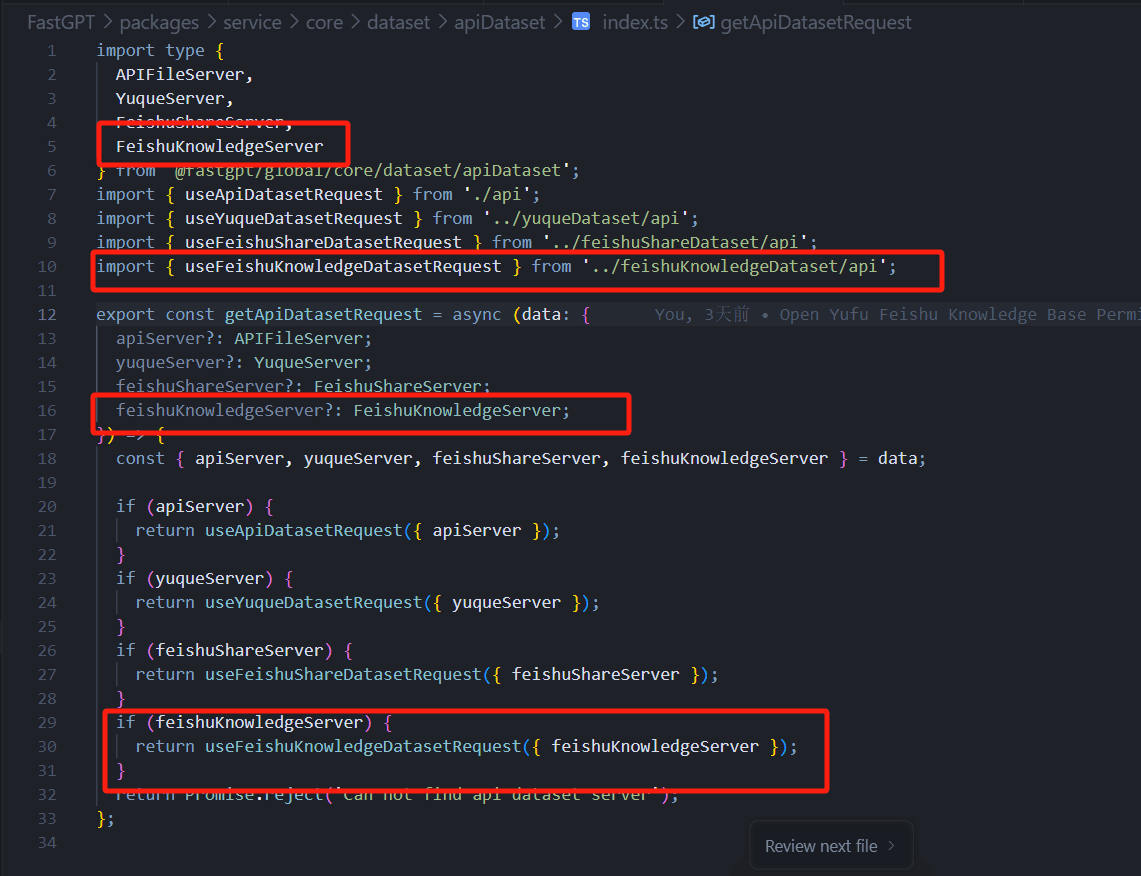 FastGPT > packages > service > core > dataset > apiDataset > TS index.ts > getApiDatasetRequest
1 import type {
2 APIFileServer,
3 YuqueServer,
4 FeishuShareServer,
5 FeishuKnowledgeServer
6 } from '@fastgpt/global/core/dataset/apiDataset';
7 import { useApiDatasetRequest } from './api';
8 import { useYuqueDatasetRequest } from '../yuqueDataset/api';
9 import { useFeishuShareDatasetRequest } from '../feishuShareDataset/api';
10 import { useFeishuKnowledgeDatasetRequest } from '../feishuKnowledgeDataset/api';
11
12 export const getApiDatasetRequest = async (data: { You, 3天前 • Open Yufu Feishu Knowledge Base Permi
13 apiServer?: APIFileServer;
14 yuqueServer?: YuqueServer;
15 feishuShareServer?: FeishuShareServer;
16 feishuKnowledgeServer?: FeishuKnowledgeServer;
17 }) => {
18 const { apiServer, yuqueServer, feishuShareServer, feishuKnowledgeServer } = data;
19
20 if (apiServer) {
21 return useApiDatasetRequest({ apiServer });
22 }
23 if (yuqueServer) {
24 return useYuqueDatasetRequest({ yuqueServer });
25 }
26 if (feishuShareServer) {
27 return useFeishuShareDatasetRequest({ feishuShareServer });
28 }
29 if (feishuKnowledgeServer) {
30 return useFeishuKnowledgeDatasetRequest({ feishuKnowledgeServer });
31 }
32 return Promise.reject('Can not find api dataset server');
33 };
34
Review next file >